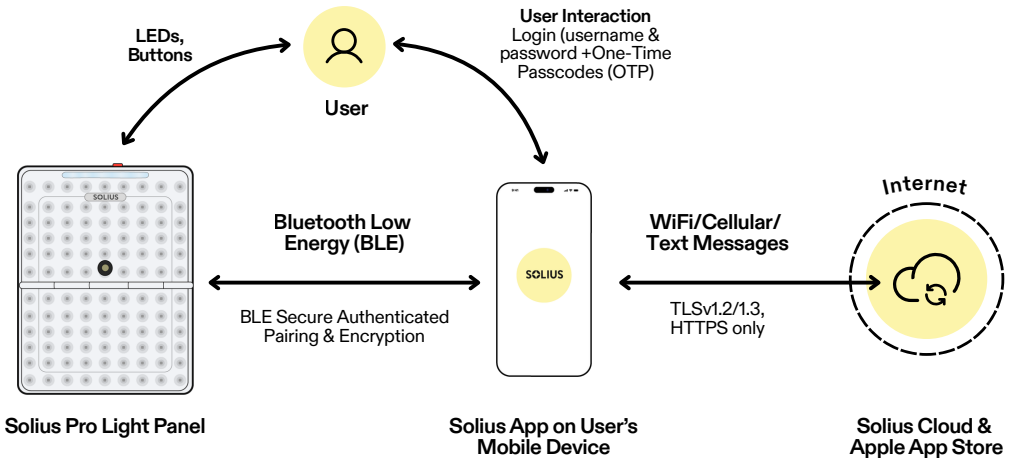 LEDs,
Buttons
User
User Interaction
Login (username &
password +One-Time
Passcodes (OTP)
SOLIUS
Bluetooth Low
Energy (BLE)
BLE Secure Authenticated
Pairing & Encryption
SOLIUS
WiFi/Cellular/
Text Messages
TLSv1.2/1.3,
HTTPS only
Internet
Solius Pro Light Panel
Solius App on User's
Mobile Device
Solius Cloud &
Apple App Store